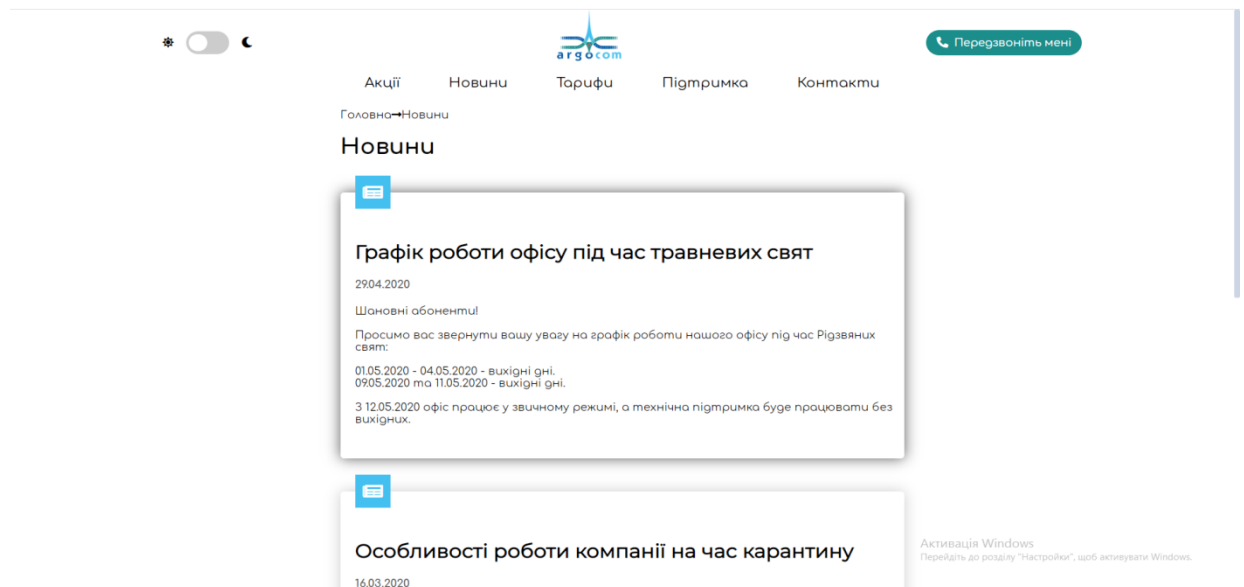 argocom
Передзвоніть мені
Акції Новини Тарифи Підтримка Контакти
Головна→Новини
Новини
Графік роботи офісу під час травневих свят
29.04.2020
Шановні абоненти!
Просимо вас звернути вашу увагу на графік роботи нашого офісу під час Різдвяних
свят:
01.05.2020 - 04.05.2020 - вихідні дні.
09.05.2020 та 11.05.2020 - вихідні дні.
З 12.05.2020 офіс працює у звичному режимі, а технічна підтримка буде працювати без
вихідних.
Особливості роботи компанії на час карантину
16.03.2020
Активація Windows
Перейдіть до розділу "Настройки", щоб активувати Windows.